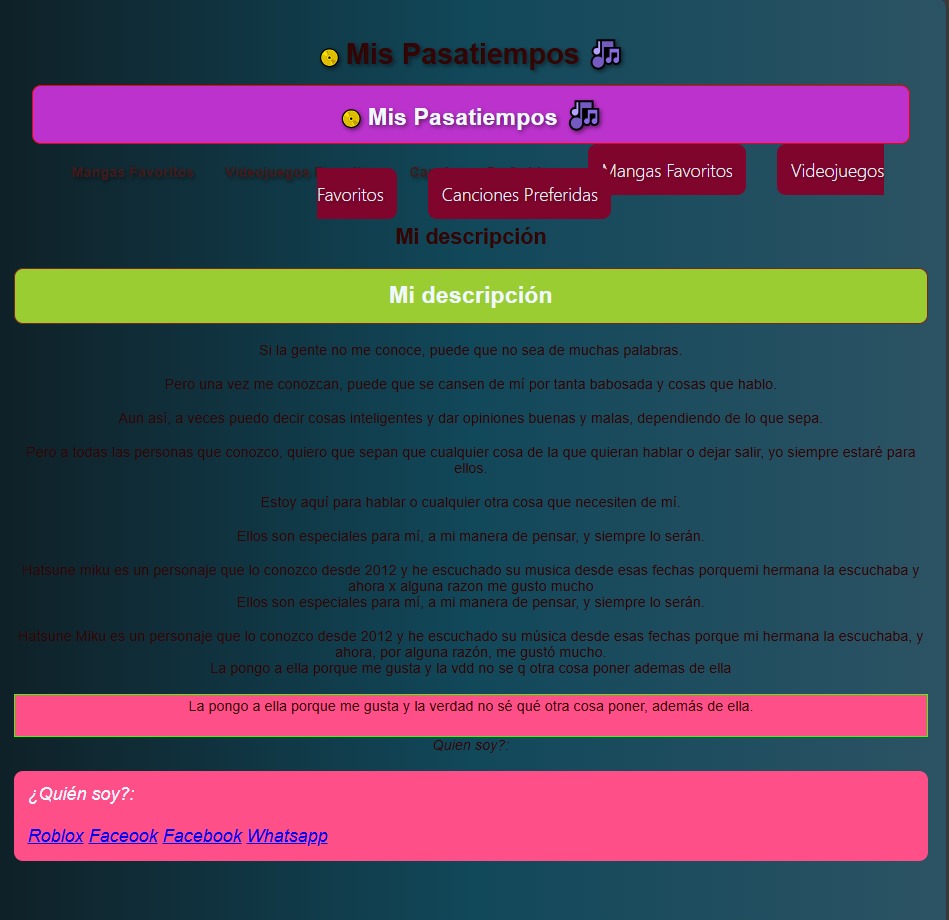 Mis Pasatiempos
Mis Pasatiempos
Mangas Favoritos Videojuegos
Mangas Favoritos Videojuegos
Favoritos Canciones Preferidas
Mi descripción
Mi descripción
Si la gente no me conoce, puede que no sea de muchas palabras.
Pero una vez me conozcan, puede que se cansen de mí por tanta babosada y cosas que hablo.
Aun así, a veces puedo decir cosas inteligentes y dar opiniones buenas y malas, dependiendo de lo que sepa.
Pero a todas las personas que conozco, quiero que sepan que cualquier cosa de la que quieran hablar o dejar salir, yo siempre estaré para
ellos.
Estoy aquí para hablar o cualquier otra cosa que necesiten de mí.
Ellos son especiales para mí, a mi manera de pensar, y siempre lo serán.
Hatsune miku es un personaje que lo conozco desde 2012 y he escuchado su musica desde esas fechas porquemi hermana la escuchaba y
ahora x alguna razon me gusto mucho
Ellos son especiales para mí, a mi manera de pensar, y siempre lo serán.
Hatsune Miku es un personaje que lo conozco desde 2012 y he escuchado su música desde esas fechas porque mi hermana la escuchaba, y
ahora, por alguna razón, me gustó mucho.
La pongo a ella porque me gusta y la vdd no se q otra cosa poner ademas de ella
La pongo a ella porque me gusta y la verdad no sé qué otra cosa poner, además de ella.
Quien soy?:
¿Quién soy?:
Roblox Faceook Facebook Whatsapp